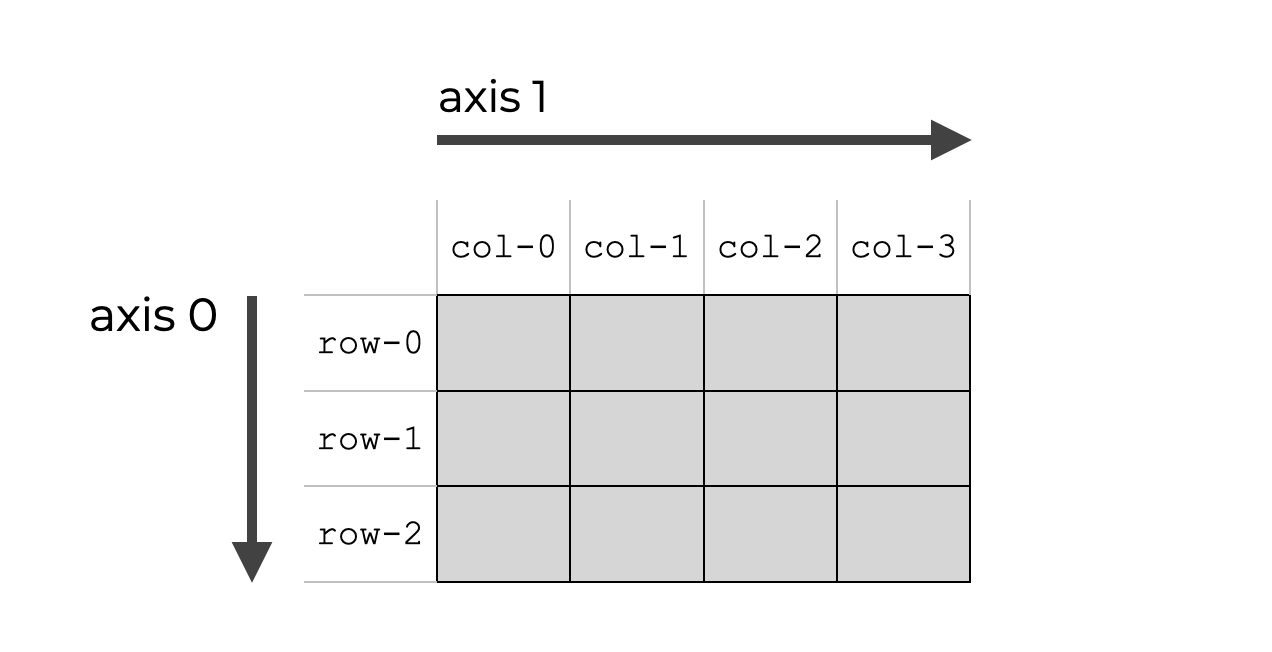 axis 1
col-0 col-1 col-2 col-3
axis 0
row-0
row-1
row-2